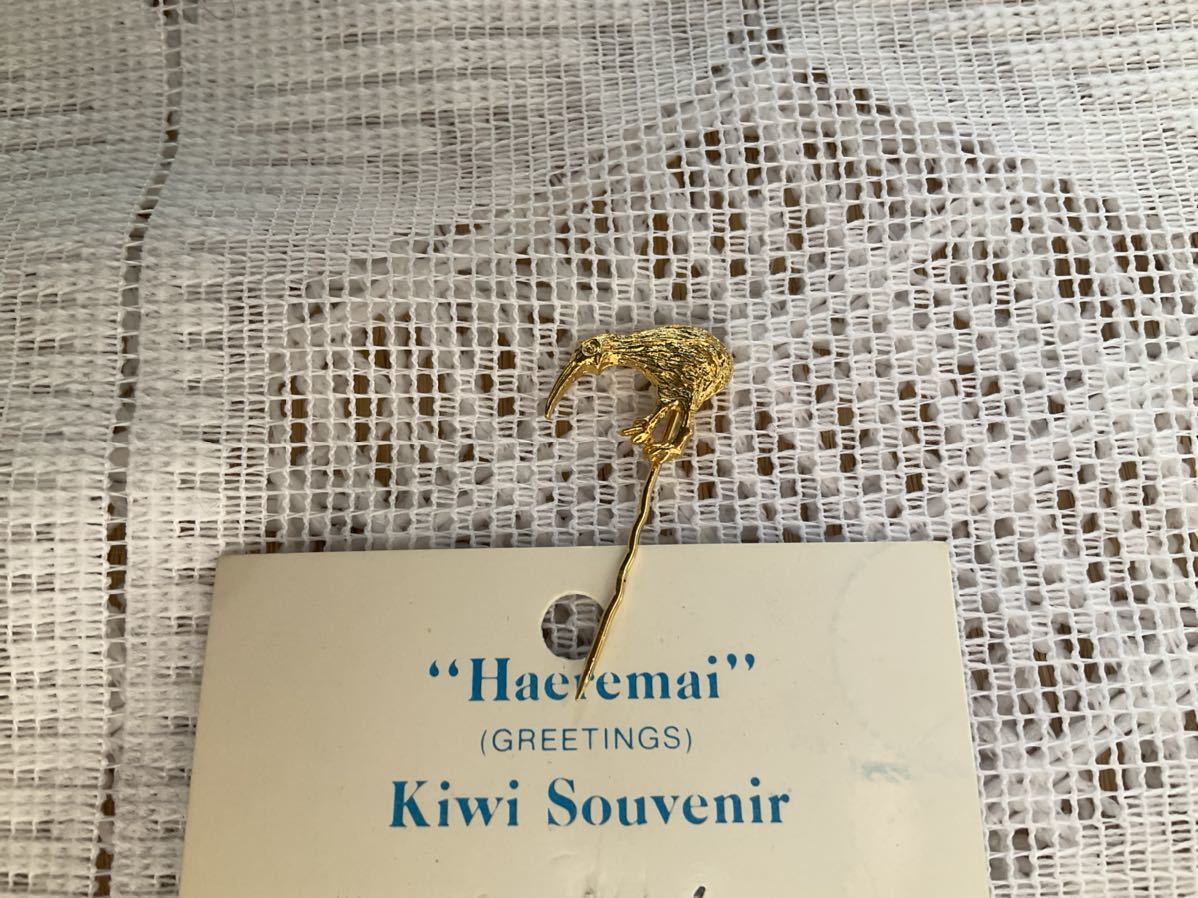 “Haeremai”
(GREETINGS)
Kiwi Souvenir